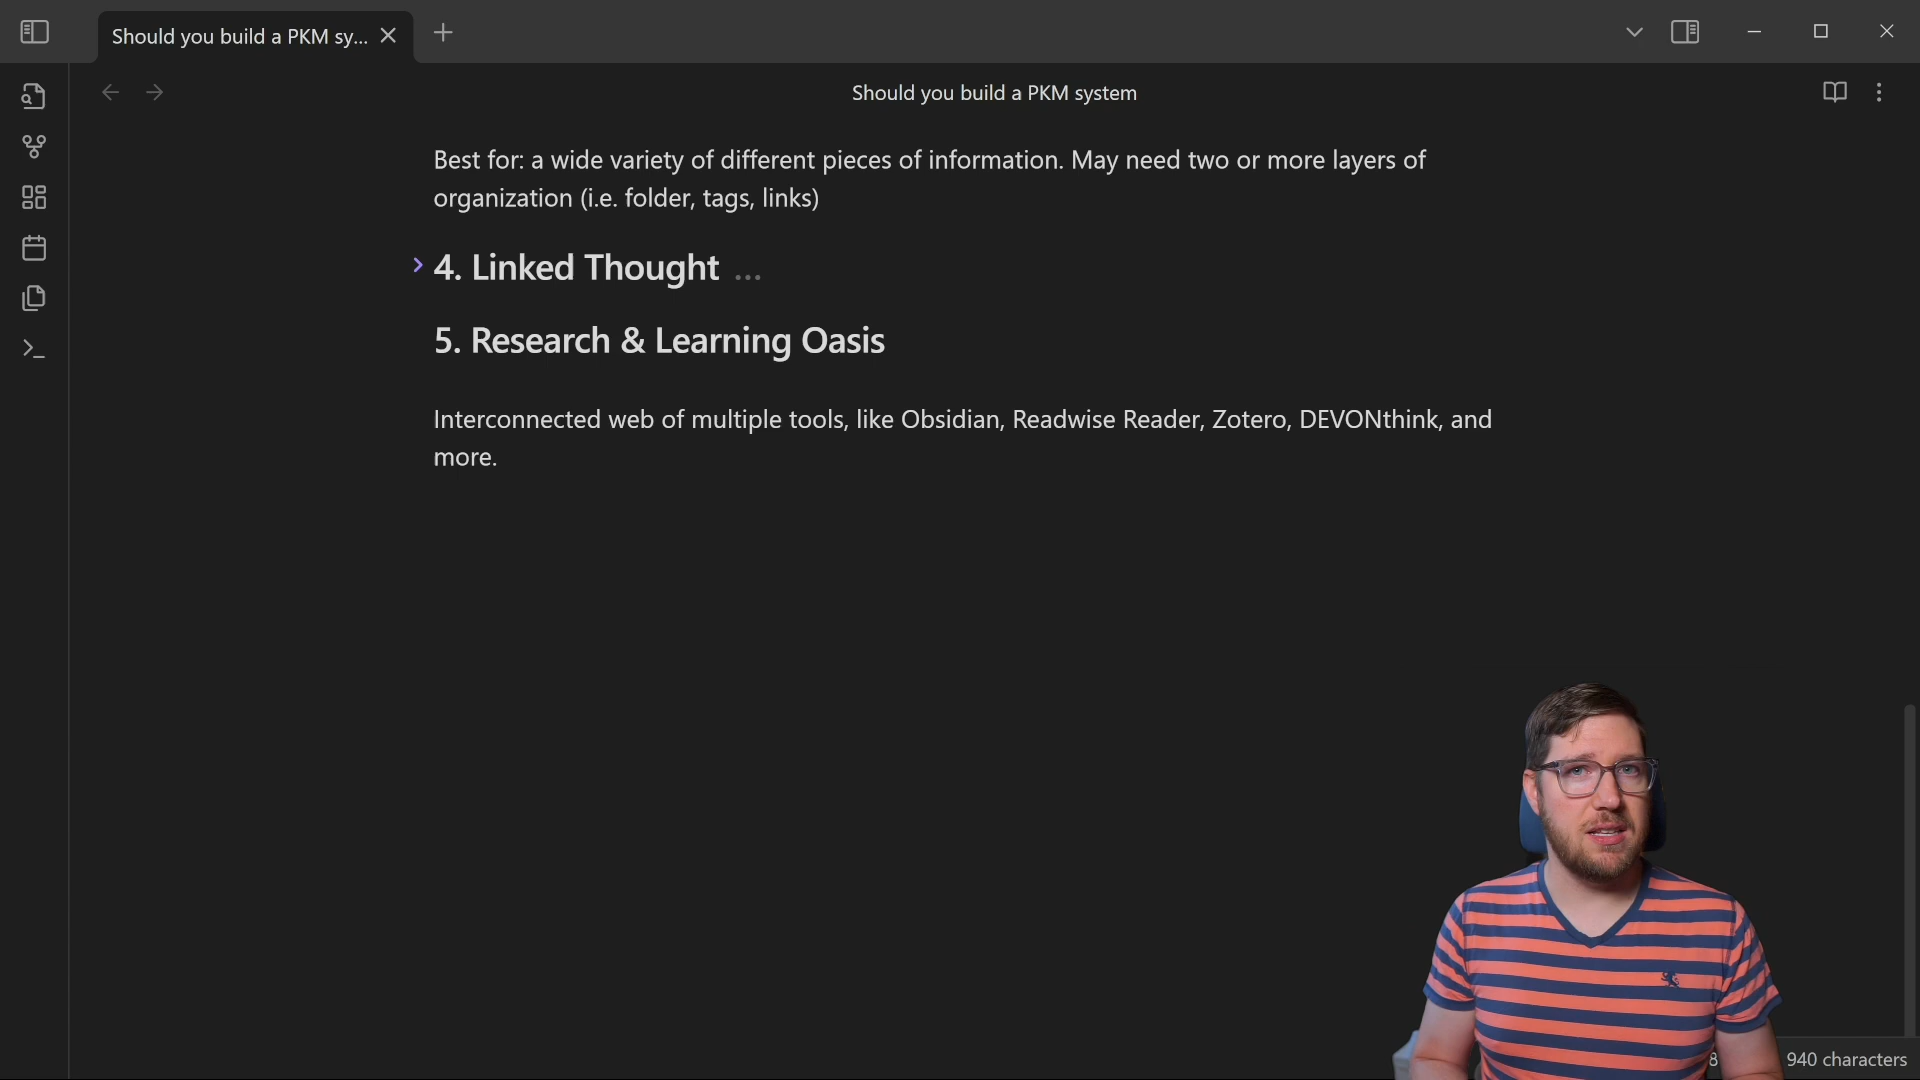 Should you build a PKM sy...
Should you build a PKM system
Best for: a wide variety of different pieces of information. May need two or more layers of
organization (i.e. folder, tags, links)
4. Linked Thought ...
5. Research & Learning Oasis
Interconnected web of multiple tools, like Obsidian, Readwise Reader, Zotero, DEVONthink, and
more.
940 characters